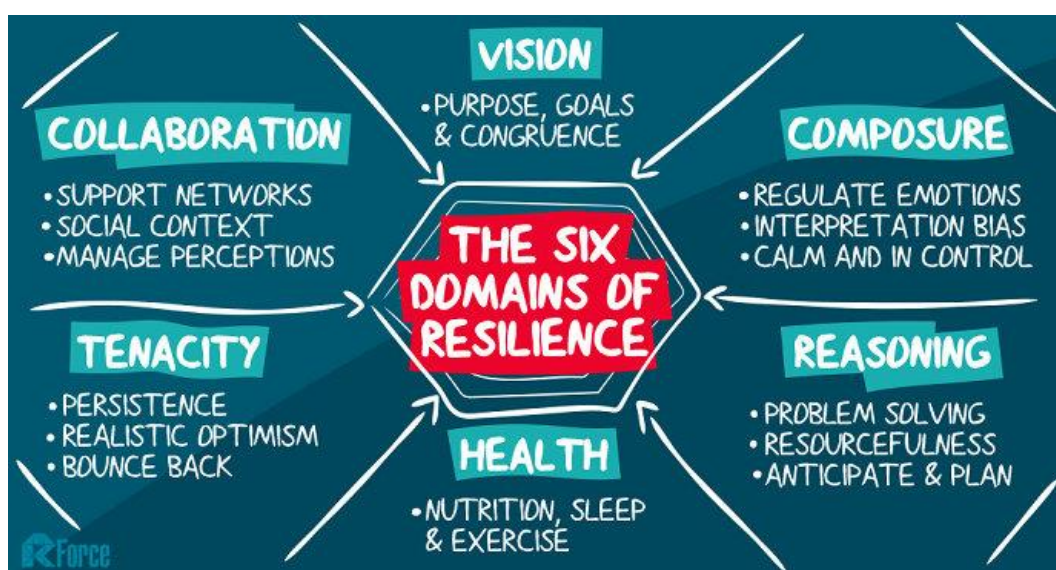 VISION
•PURPOSE, GOALS
& CONGRUENCE
COLLABORATION
•SUPPORT NETWORKS
•SOCIAL CONTEXT
•MANAGE PERCEPTIONS
COMPOSURE
•REGULATE EMOTIONS
•INTERPRETATION BIAS
•CALM AND IN CONTROL
THE SIX
DOMAINS OF
RESILIENCE
TENACITY
•PERSISTENCE
•REALISTIC OPTIMISM
•BOUNCE BACK
REASONING
•PROBLEM SOLVING
•RESOURCEFULNESS
•ANTICIPATE & PLAN
HEALTH
•NUTRITION, SLEEP
& EXERCISE
RForce